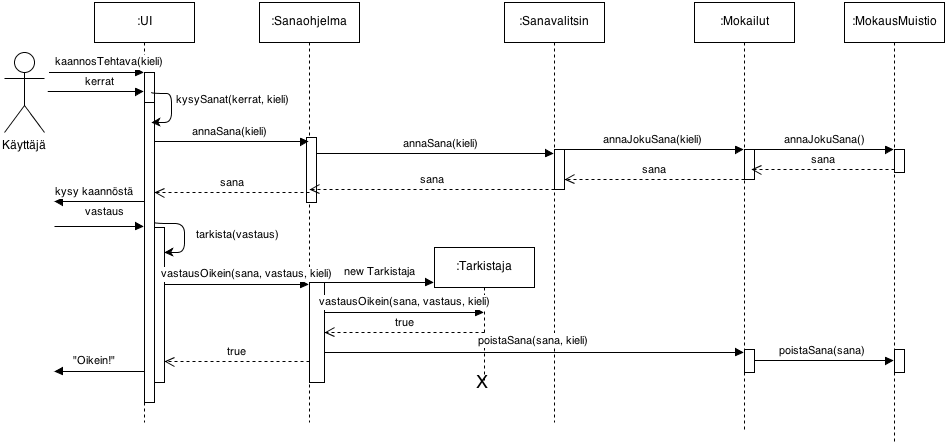 :UI
:Sanaohjelma
:Sanavalitsin
:Mokailut
:MokausMuistio
Käyttäjä
kaannosTehtava(kieli)
kerrat
kysySanat(kerrat, kieli)
annaSana(kieli)
annaSana(kieli)
annaJokuSana(kieli)
annaJokuSana()
sana
sana
sana
sana
kysy kaannöstä
vastaus
tarkista(vastaus)
vastausOikein(sana, vastaus, kieli)
new Tarkistaja
:Tarkistaja
vastausOikein(sana, vastaus, kieli)
true
poistaSana(sana, kieli)
poistaSana(sana)
true
"Oikein!"
X